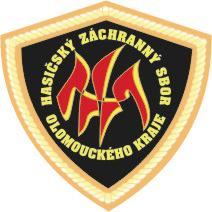 HASIČSKÝ ZÁCHRANNÝ SBOR
OLOMOUCKÉHO KRAJE